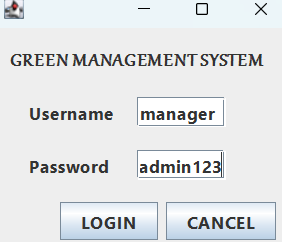 GREEN MANAGEMENT SYSTEM
Username manager
Password admin123
LOGIN CANCEL